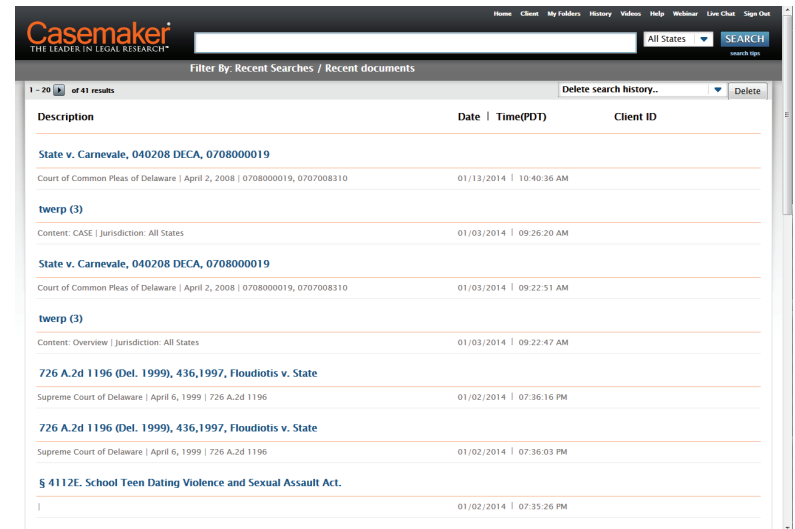 Home Client My Folders History Videos Help Webinar Live Chat Sign Out
Casemaker
THE LEADER IN LEGAL RESEARCH
All States SEARCH
search tips
Filter By: Recent Searches / Recent documents
1 - 20 of 41 results Delete search history.. Delete
Description Date | Time(PDT) Client ID
State v. Carnevale, 040208 DECA, 0708000019
Court of Common Pleas of Delaware | April 2, 2008 | 0708000019, 0707008310 01/13/2014 | 10:40:36 AM
twerp (3)
Content: CASE | Jurisdiction: All States 01/03/2014 | 09:26:20 AM
State v. Carnevale, 040208 DECA, 0708000019
Court of Common Pleas of Delaware | April 2, 2008 | 0708000019, 0707008310 01/03/2014 | 09:22:51 AM
twerp (3)
Content: Overview | Jurisdiction: All States 01/03/2014 | 09:22:47 AM
726 A.2d 1196 (Del. 1999), 436,1997, Floudiotis v. State
Supreme Court of Delaware | April 6, 1999 | 726 A.2d 1196 01/02/2014 | 07:36:16 PM
726 A.2d 1196 (Del. 1999), 436,1997, Floudiotis v. State
Supreme Court of Delaware | April 6, 1999 | 726 A.2d 1196 01/02/2014 | 07:36:03 PM
§ 4112E. School Teen Dating Violence and Sexual Assault Act.
| 01/02/2014 | 07:35:26 PM